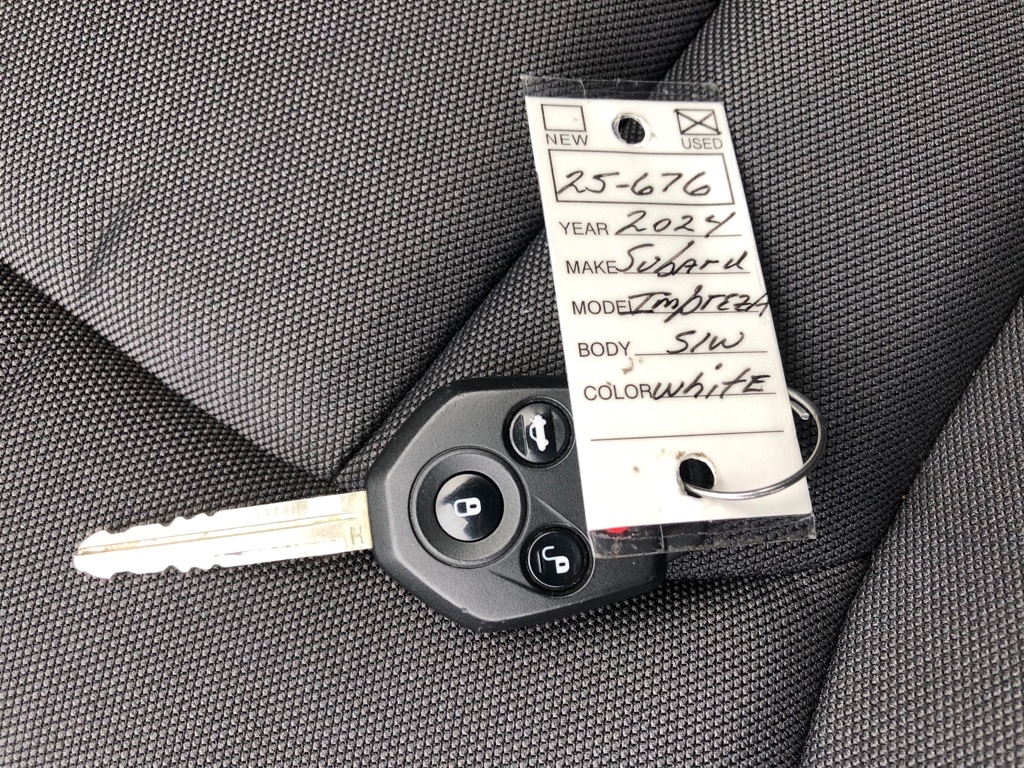 NEW USED
25-676
YEAR 2024
MAKE Subaru
MODEL ImprEZA
BODY S/W
COLOR whitE
H